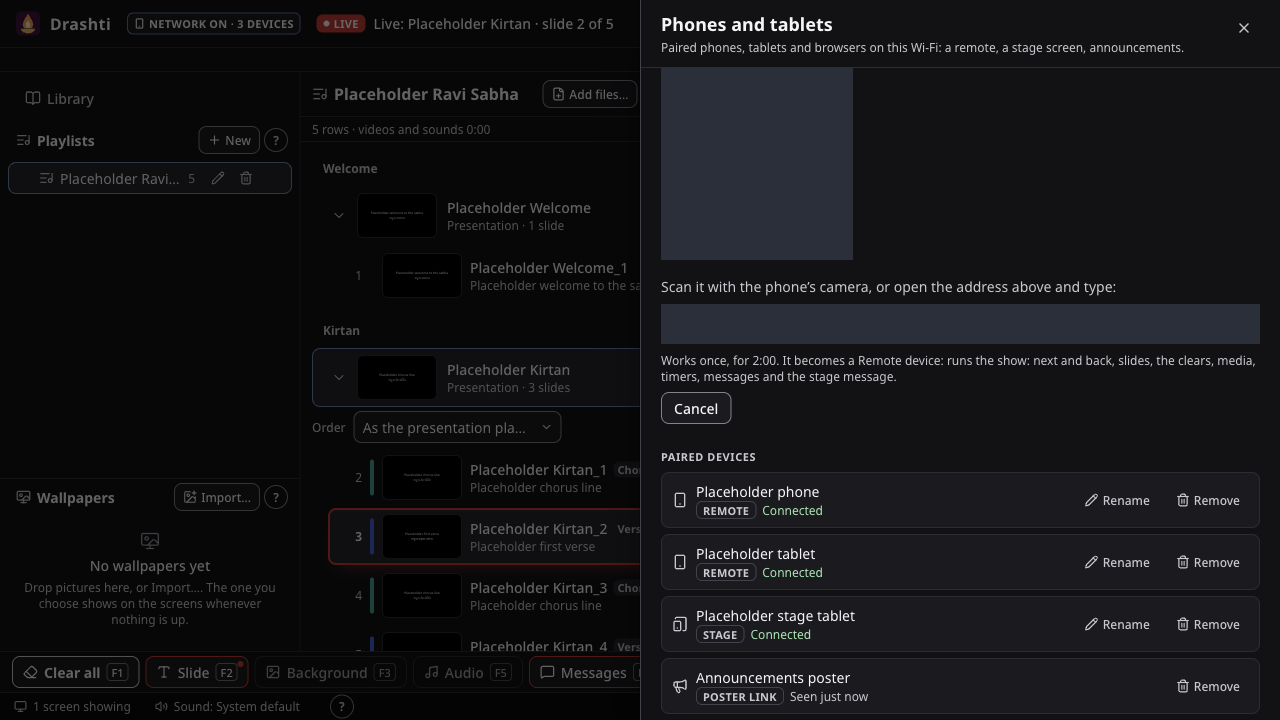 Drashti
NETWORK ON · 3 DEVICES
LIVE
Live: Placeholder Kirtan · slide 2 of 5
Library
Playlists
New
?
Placeholder Ravi...
5
Placeholder Ravi Sabha
Add files...
5 rows · videos and sounds 0:00
Welcome
Placeholder Welcome
Presentation · 1 slide
1
Placeholder Welcome_1
Placeholder welcome to the sa
Kirtan
Placeholder Kirtan
Presentation · 3 slides
Order
As the presentation pla...
2
Placeholder Kirtan_1
Placeholder chorus line
3
Placeholder Kirtan_2
Placeholder first verse
4
Placeholder Kirtan_3
Placeholder chorus line
Placeholder Kirtan_4
Wallpapers
Import...
?
No wallpapers yet
Drop pictures here, or Import.... The one you
choose shows on the screens whenever
nothing is up.
Clear all F1
Slide F2
Background F3
Audio F5
Messages
1 screen showing
Sound: System default
?
Phones and tablets
Paired phones, tablets and browsers on this Wi-Fi: a remote, a stage screen, announcements.
Scan it with the phone’s camera, or open the address above and type:
Works once, for 2:00. It becomes a Remote device: runs the show: next and back, slides, the clears, media,
timers, messages and the stage message.
Cancel
PAIRED DEVICES
Placeholder phone
REMOTE Connected
Rename
Remove
Placeholder tablet
REMOTE Connected
Rename
Remove
Placeholder stage tablet
STAGE Connected
Rename
Remove
Announcements poster
POSTER LINK Seen just now
Remove